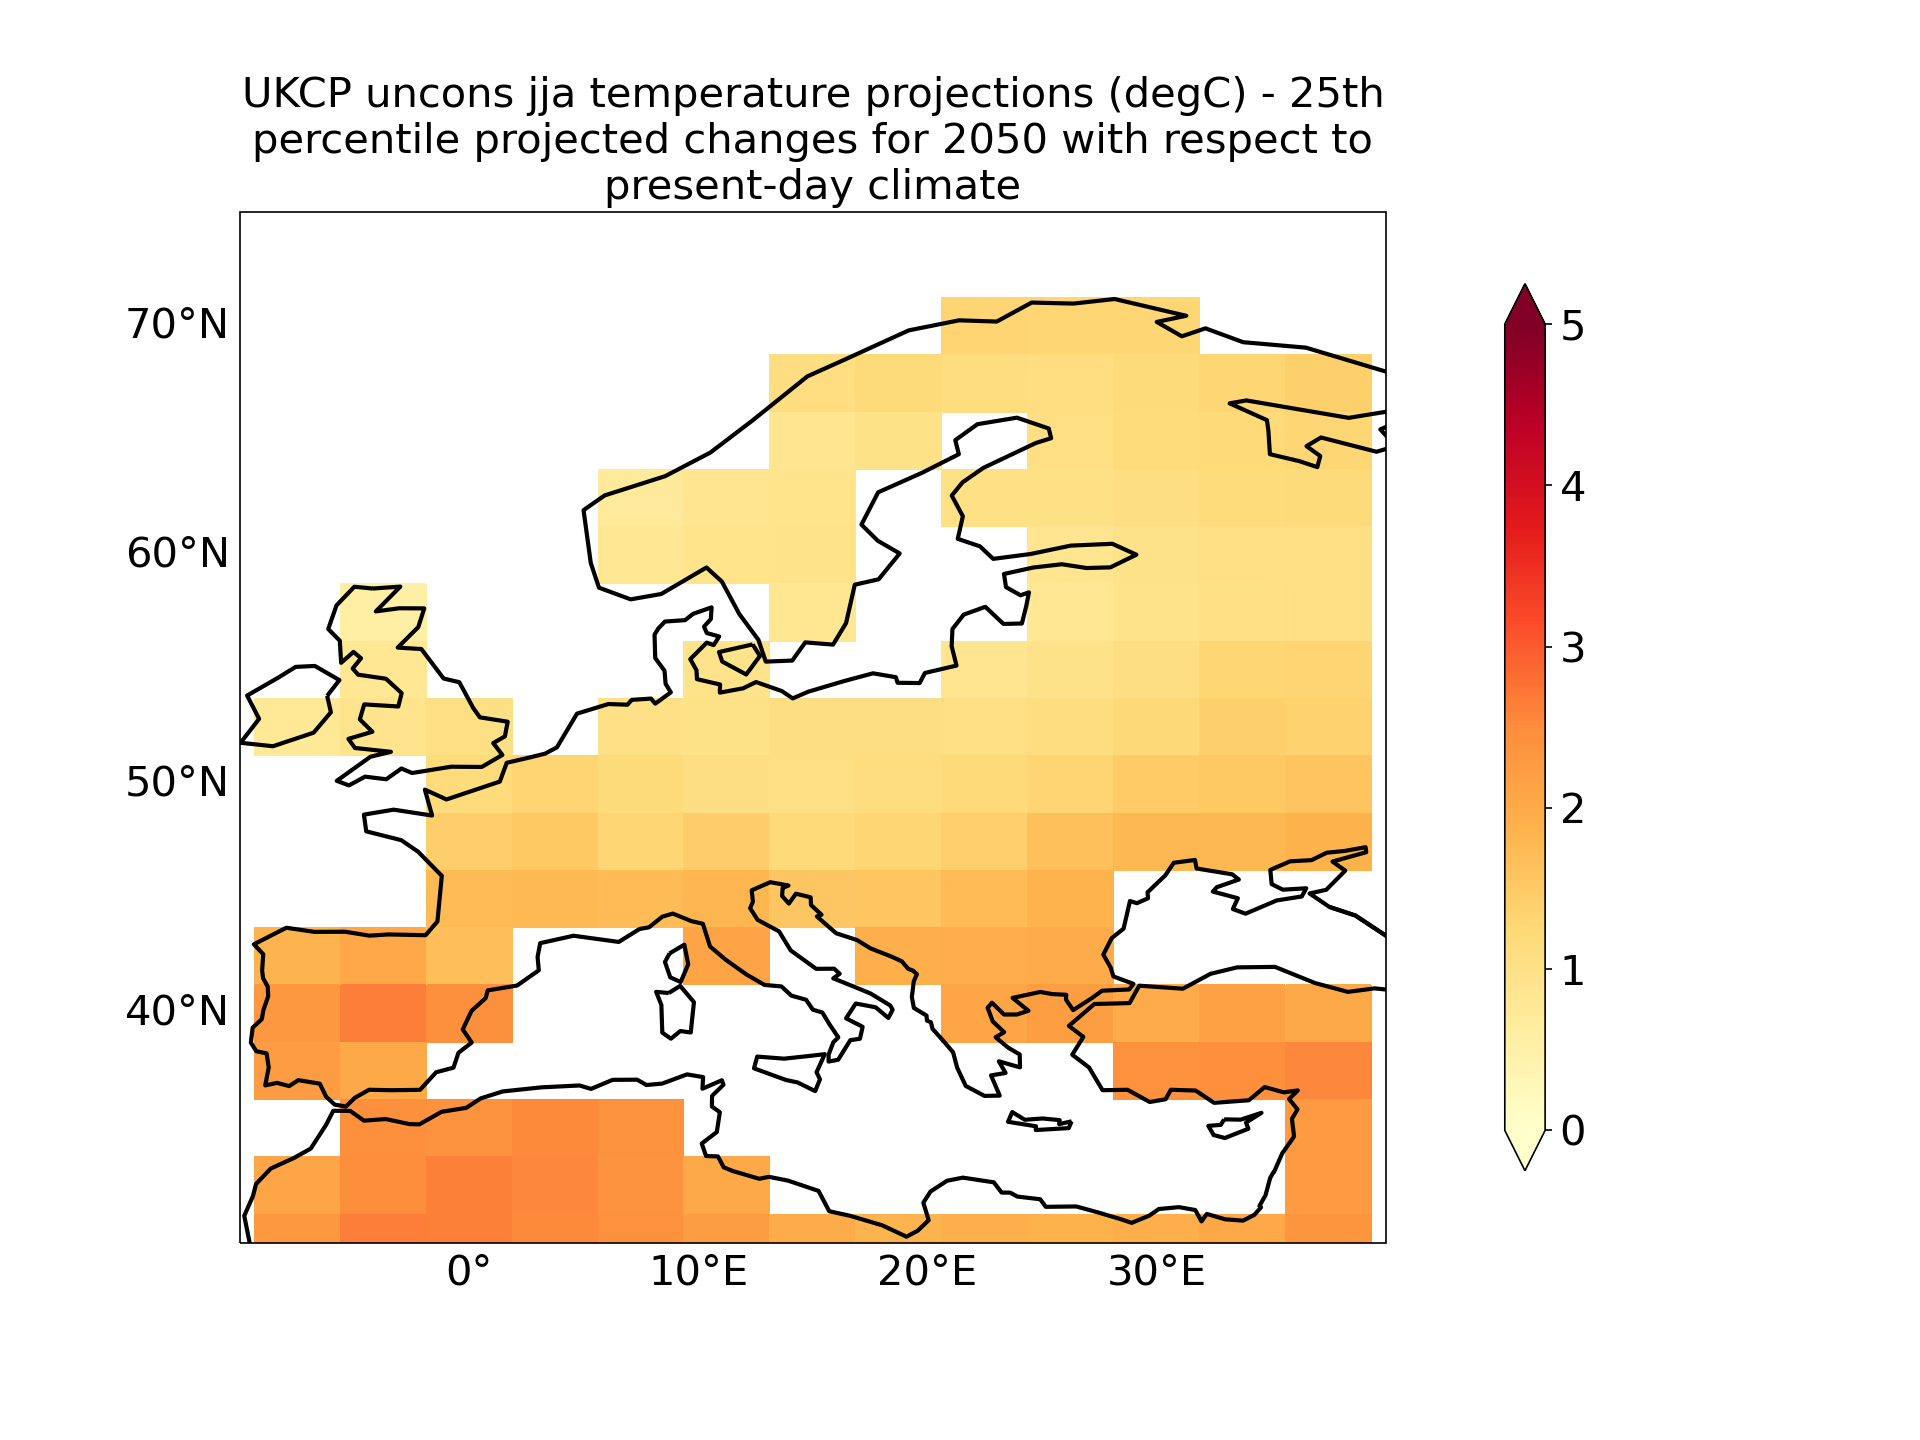 UKCP uncons jja temperature projections (degC) - 25th
percentile projected changes for 2050 with respect to
present-day climate
70°N
60°N
50°N
40°N
0°
10°E
20°E
30°E
5
4
3
2
1
0